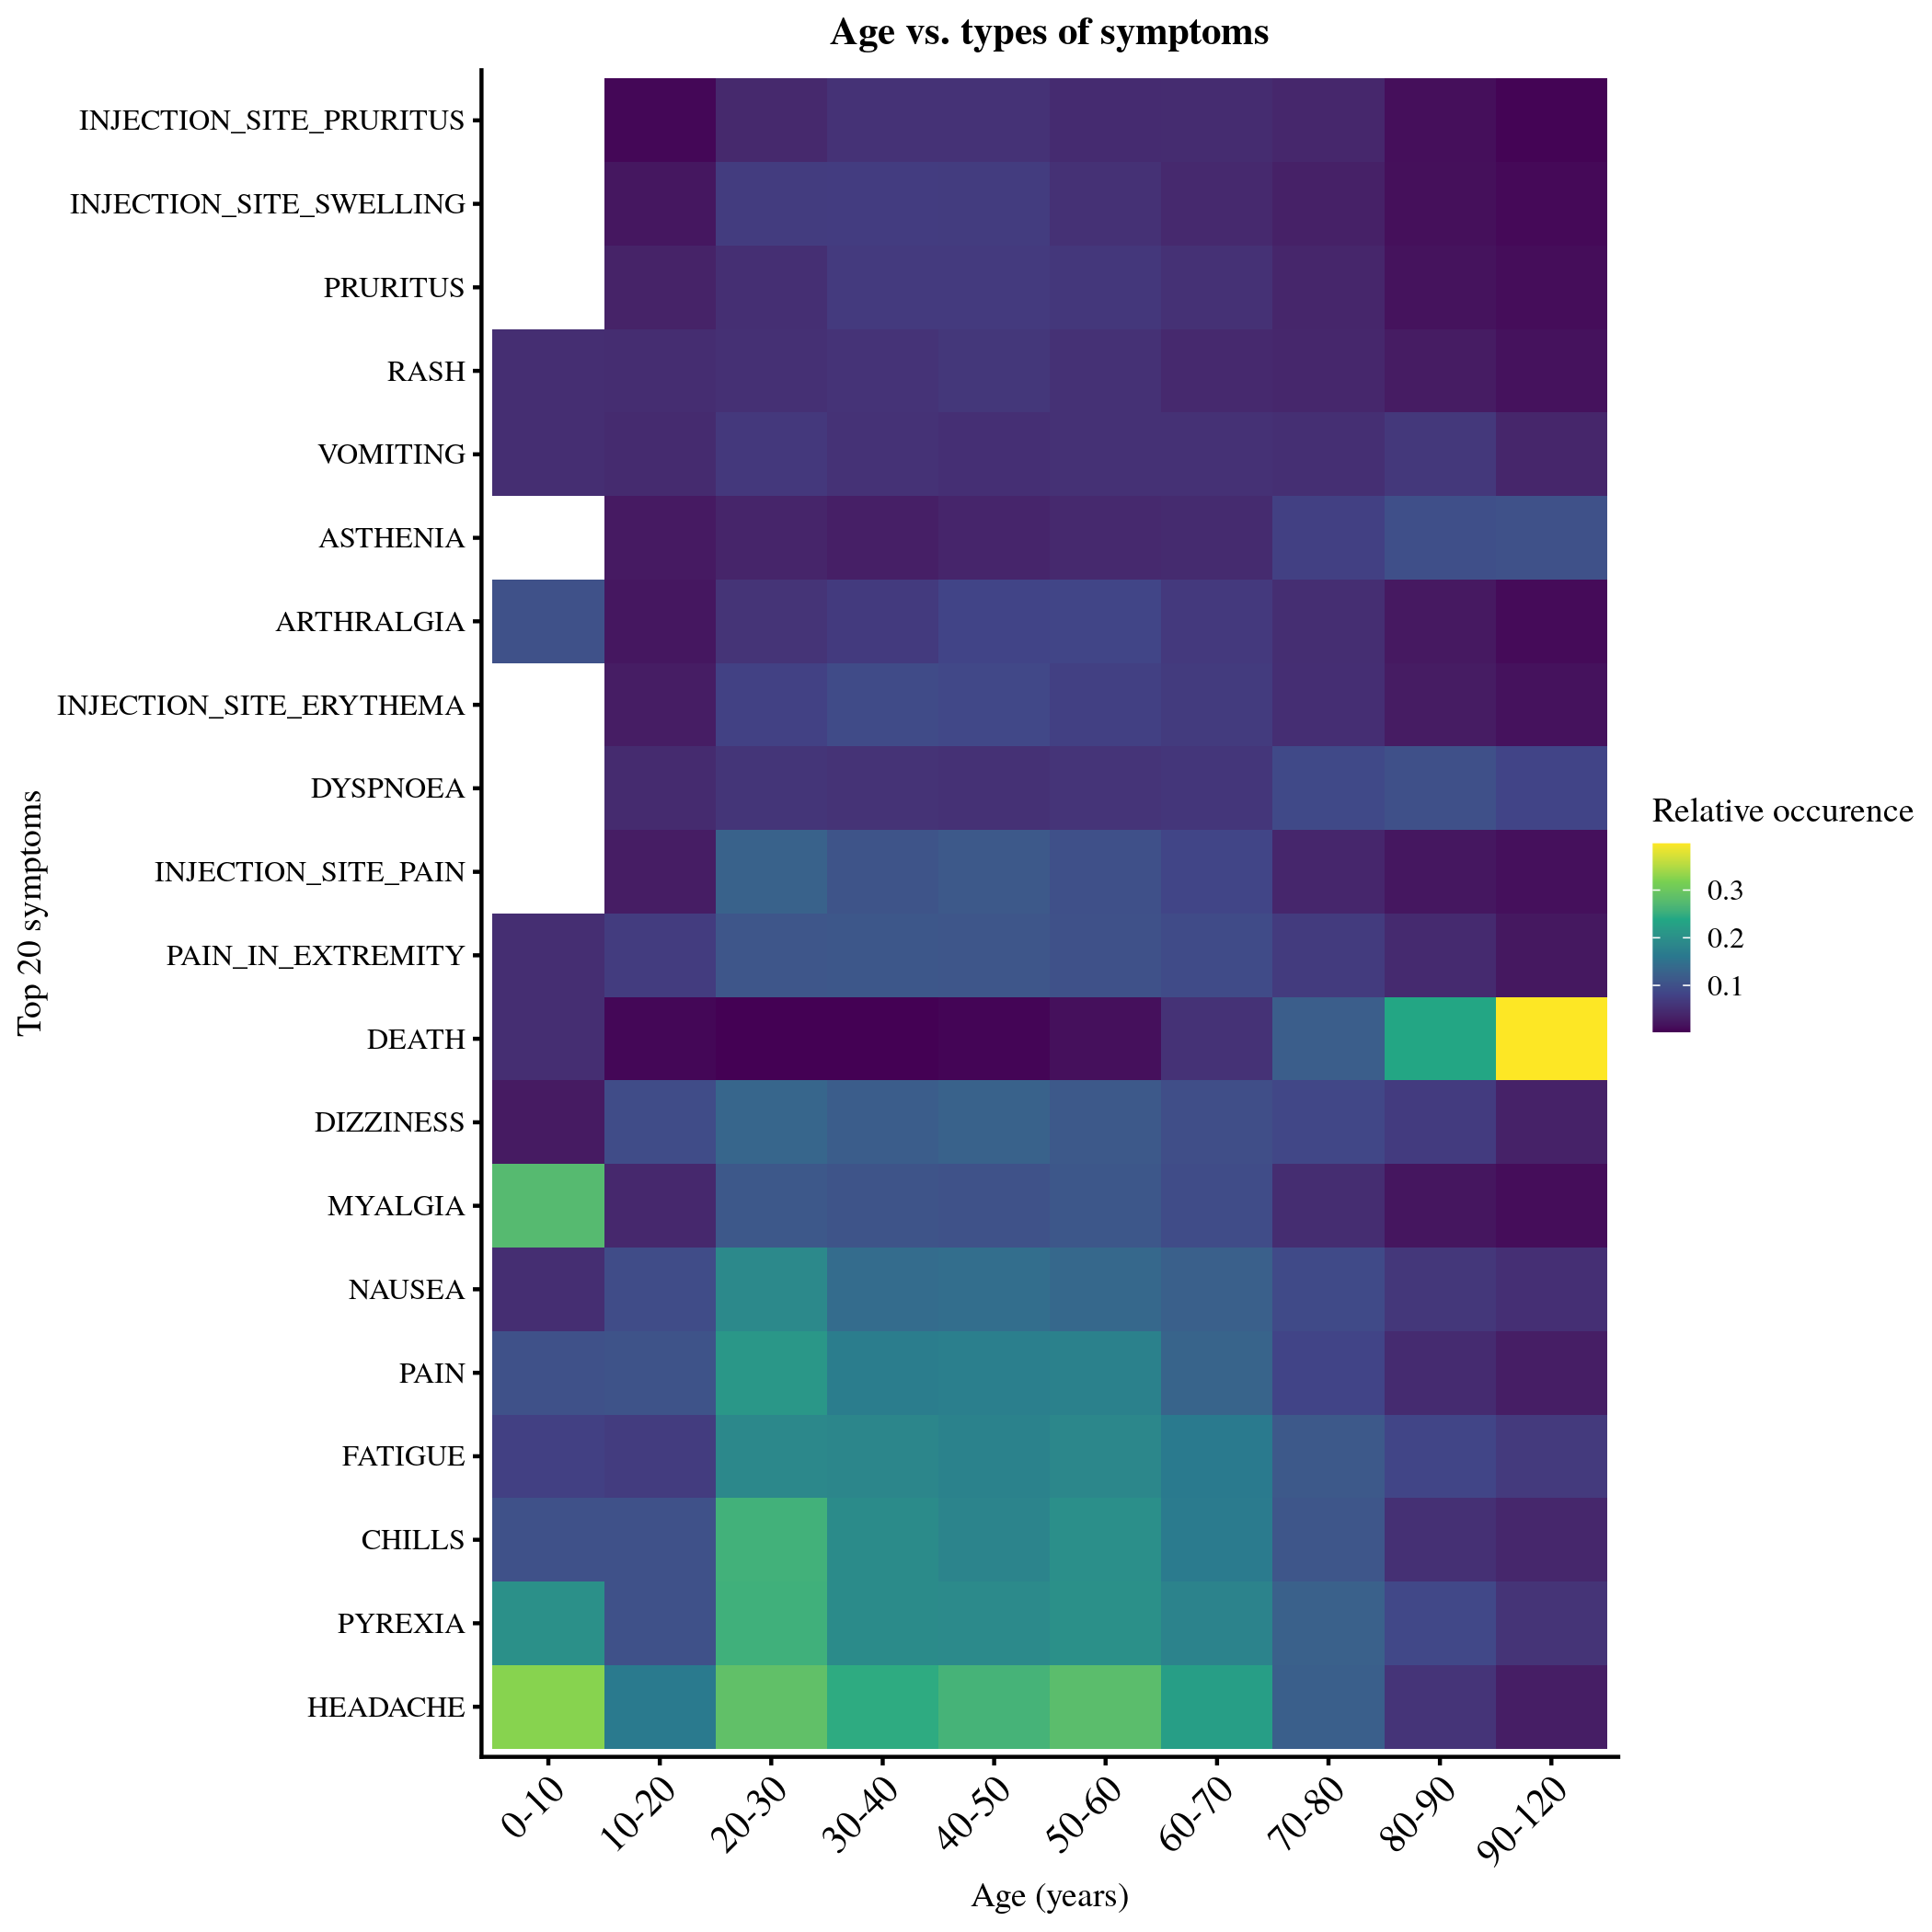 Age vs. types of symptoms
Top 20 symptoms
INJECTION_SITE_PRURITUS
INJECTION_SITE_SWELLING
PRURITUS
RASH
VOMITING
ASTHENIA
ARTHRALGIA
INJECTION_SITE_ERYTHEMA
DYSPNOEA
INJECTION_SITE_PAIN
PAIN_IN_EXTREMITY
DEATH
DIZZINESS
MYALGIA
NAUSEA
PAIN
FATIGUE
CHILLS
PYREXIA
HEADACHE
0-10
10-20
20-30
30-40
40-50
50-60
60-70
70-80
80-90
90-120
Age (years)
Relative occurence
0.3
0.2
0.1